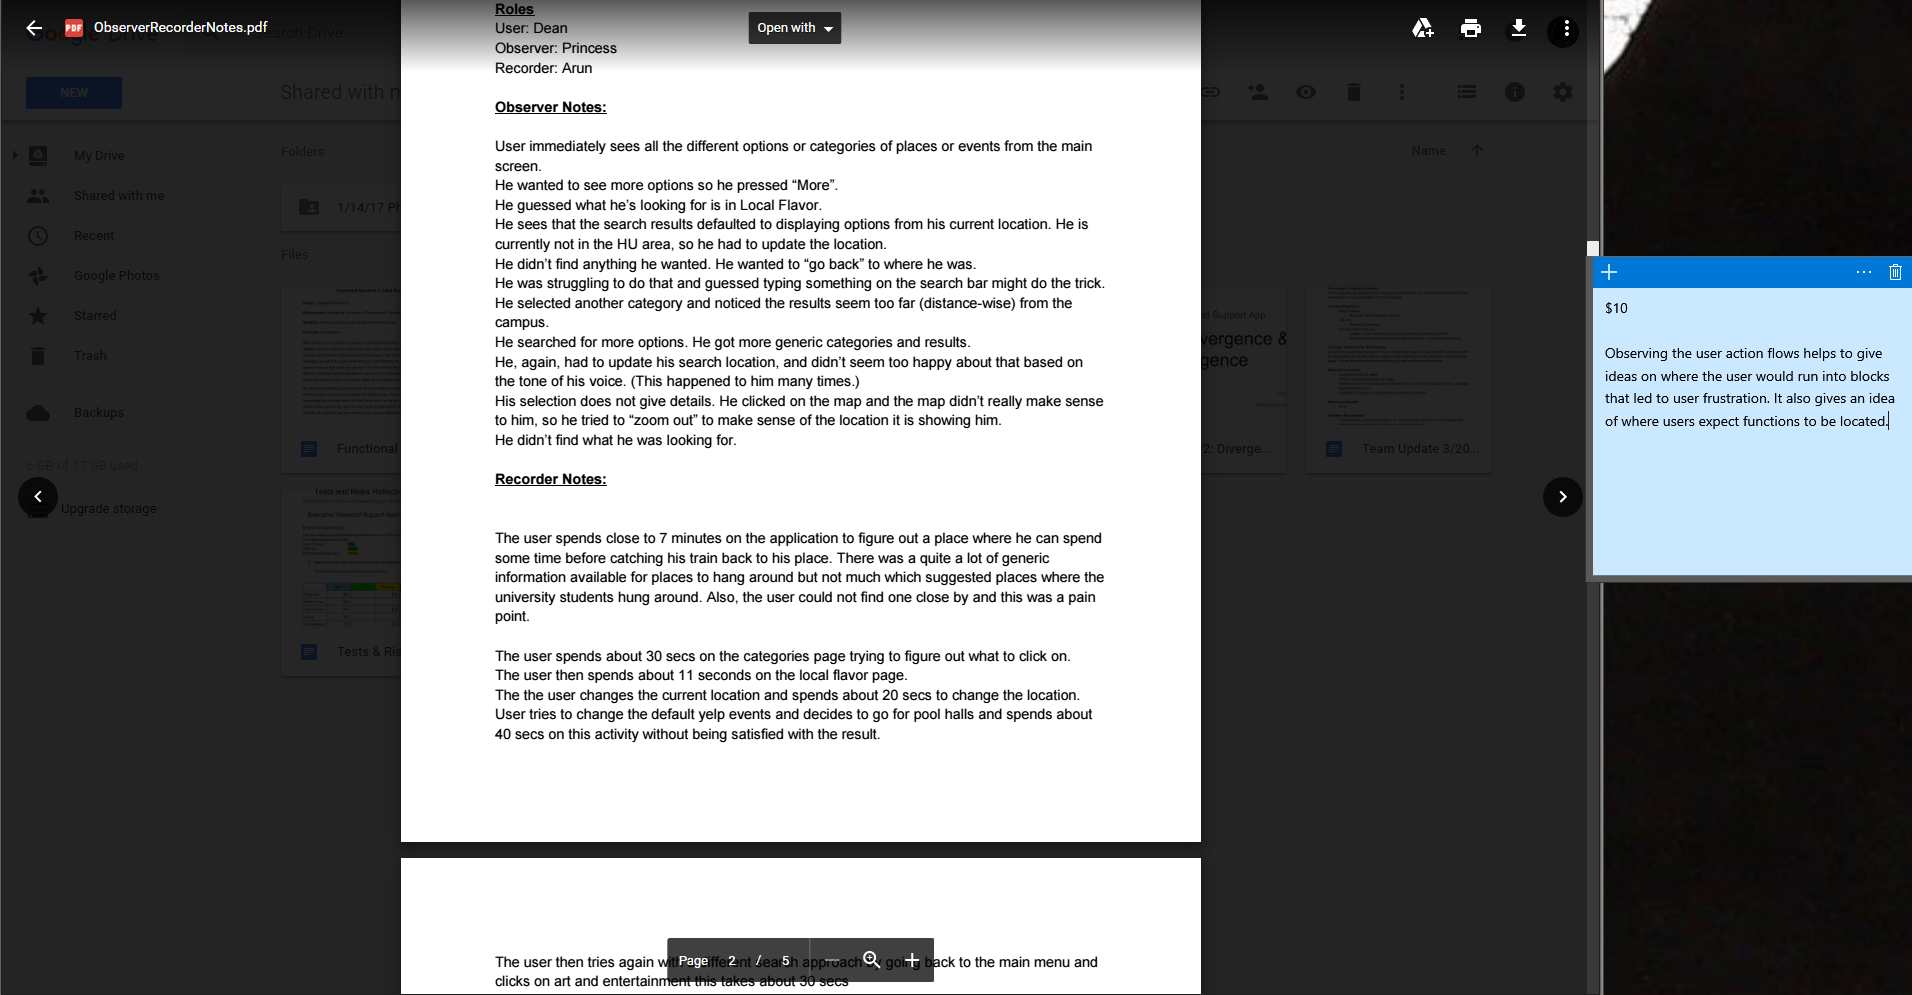 ObserverRecorderNotes.pdf
Open with
Search Drive
NEW
Shared with m
My Drive
Shared with me
Recent
Google Photos
Starred
Trash
Backups
6 GB of 17 GB used
Upgrade storage
Folders
Name
1/14/17 Ph
Files
Functional
Tests and Risks Reflecti
Tests & Ris
d Support App
vergence &
gence
2: Diverge...
Team Update 3/20...
Roles
User: Dean
Observer: Princess
Recorder: Arun
Observer Notes:
User immediately sees all the different options or categories of places or events from the main
screen.
He wanted to see more options so he pressed “More”.
He guessed what he’s looking for is in Local Flavor.
He sees that the search results defaulted to displaying options from his current location. He is
currently not in the HU area, so he had to update the location.
He didn’t find anything he wanted. He wanted to “go back” to where he was.
He was struggling to do that and guessed typing something on the search bar might do the trick.
He selected another category and noticed the results seem too far (distance-wise) from the
campus.
He searched for more options. He got more generic categories and results.
He, again, had to update his search location, and didn’t seem too happy about that based on
the tone of his voice. (This happened to him many times.)
His selection does not give details. He clicked on the map and the map didn’t really make sense
to him, so he tried to “zoom out” to make sense of the location it is showing him.
He didn’t find what he was looking for.
Recorder Notes:
The user spends close to 7 minutes on the application to figure out a place where he can spend
some time before catching his train back to his place. There was a quite a lot of generic
information available for places to hang around but not much which suggested places where the
university students hung around. Also, the user could not find one close by and this was a pain
point.
The user spends about 30 secs on the categories page trying to figure out what to click on.
The user then spends about 11 seconds on the local flavor page.
The the user changes the current location and spends about 20 secs to change the location.
User tries to change the default yelp events and decides to go for pool halls and spends about
40 secs on this activity without being satisfied with the result.
The user then tries again with different search approach by going back to the main menu and
clicks on art and entertainment this takes about 30 secs
Page 2 / 5
$10
Observing the user action flows helps to give
ideas on where the user would run into blocks
that led to user frustration. It also gives an idea
of where users expect functions to be located.